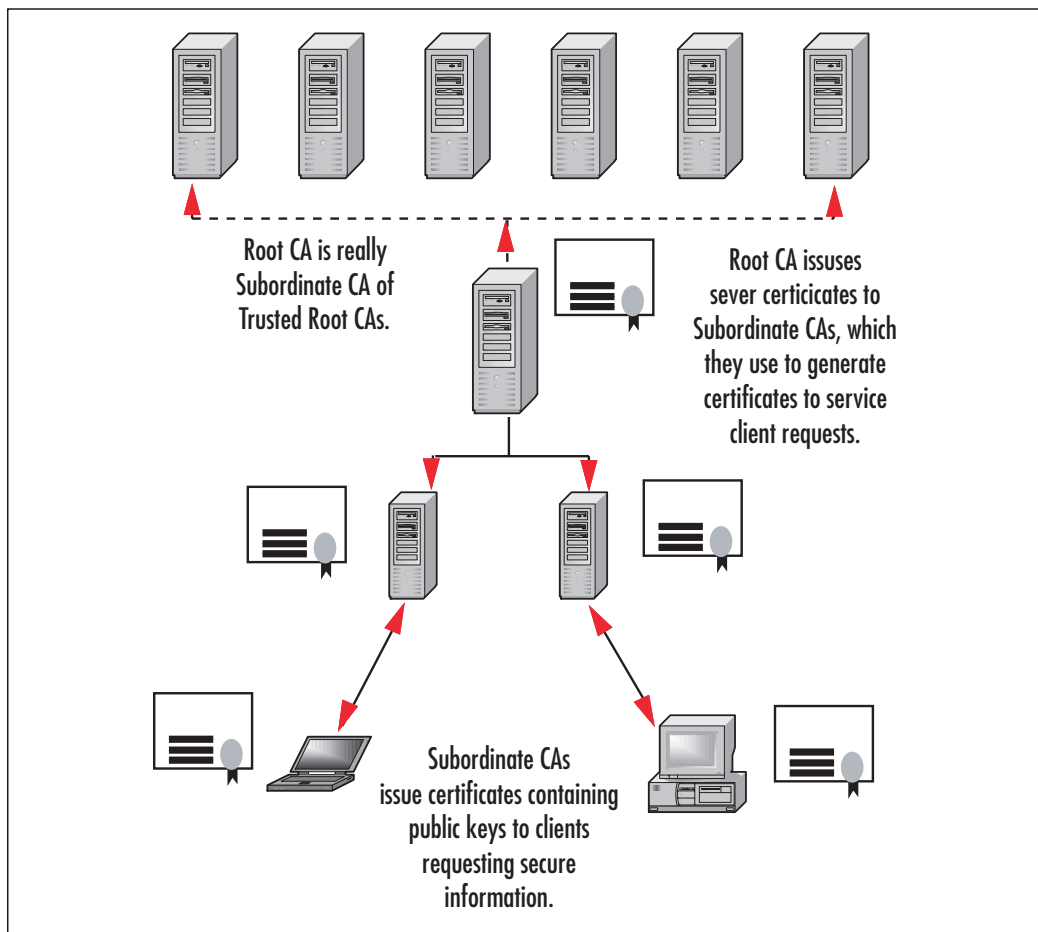 Root CA is really
Subordinate CA of
Trusted Root CAs.
Root CA issuses
sever certicicates to
Subordinate CAs, which
they use to generate
certificates to service
client requests.
Subordinate CAs
issue certificates containing
public keys to clients
requesting secure
information.